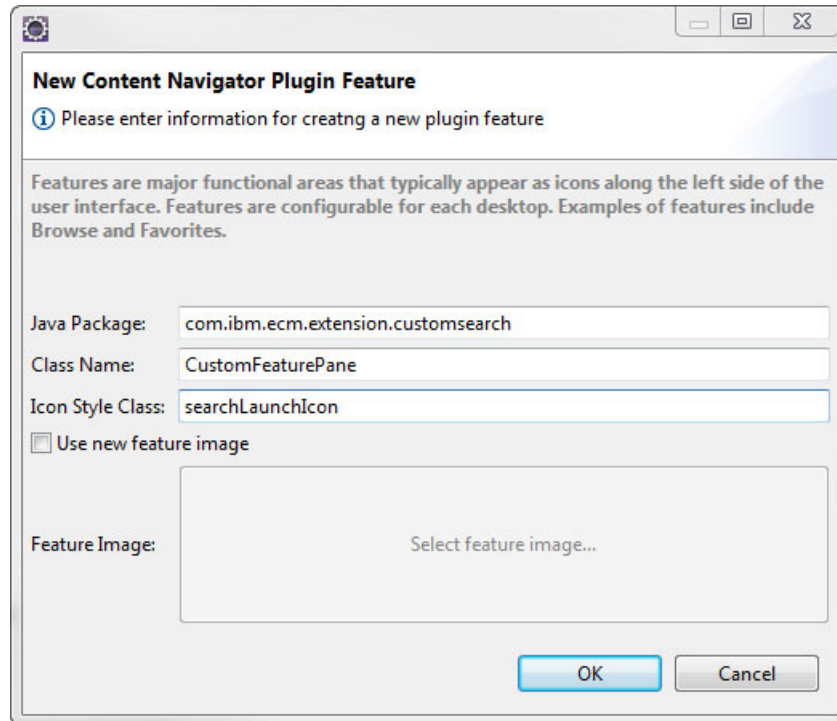 New Content Navigator Plugin Feature
Please enter information for creatng a new plugin feature
Features are major functional areas that typically appear as icons along the left side of the
user interface. Features are configurable for each desktop. Examples of features include
Browse and Favorites.
Java Package: com.ibm.ecm.extension.customsearch
Class Name: CustomFeaturePane
Icon Style Class: searchLaunchIcon
Use new feature image
Feature Image: Select feature image...
OK Cancel